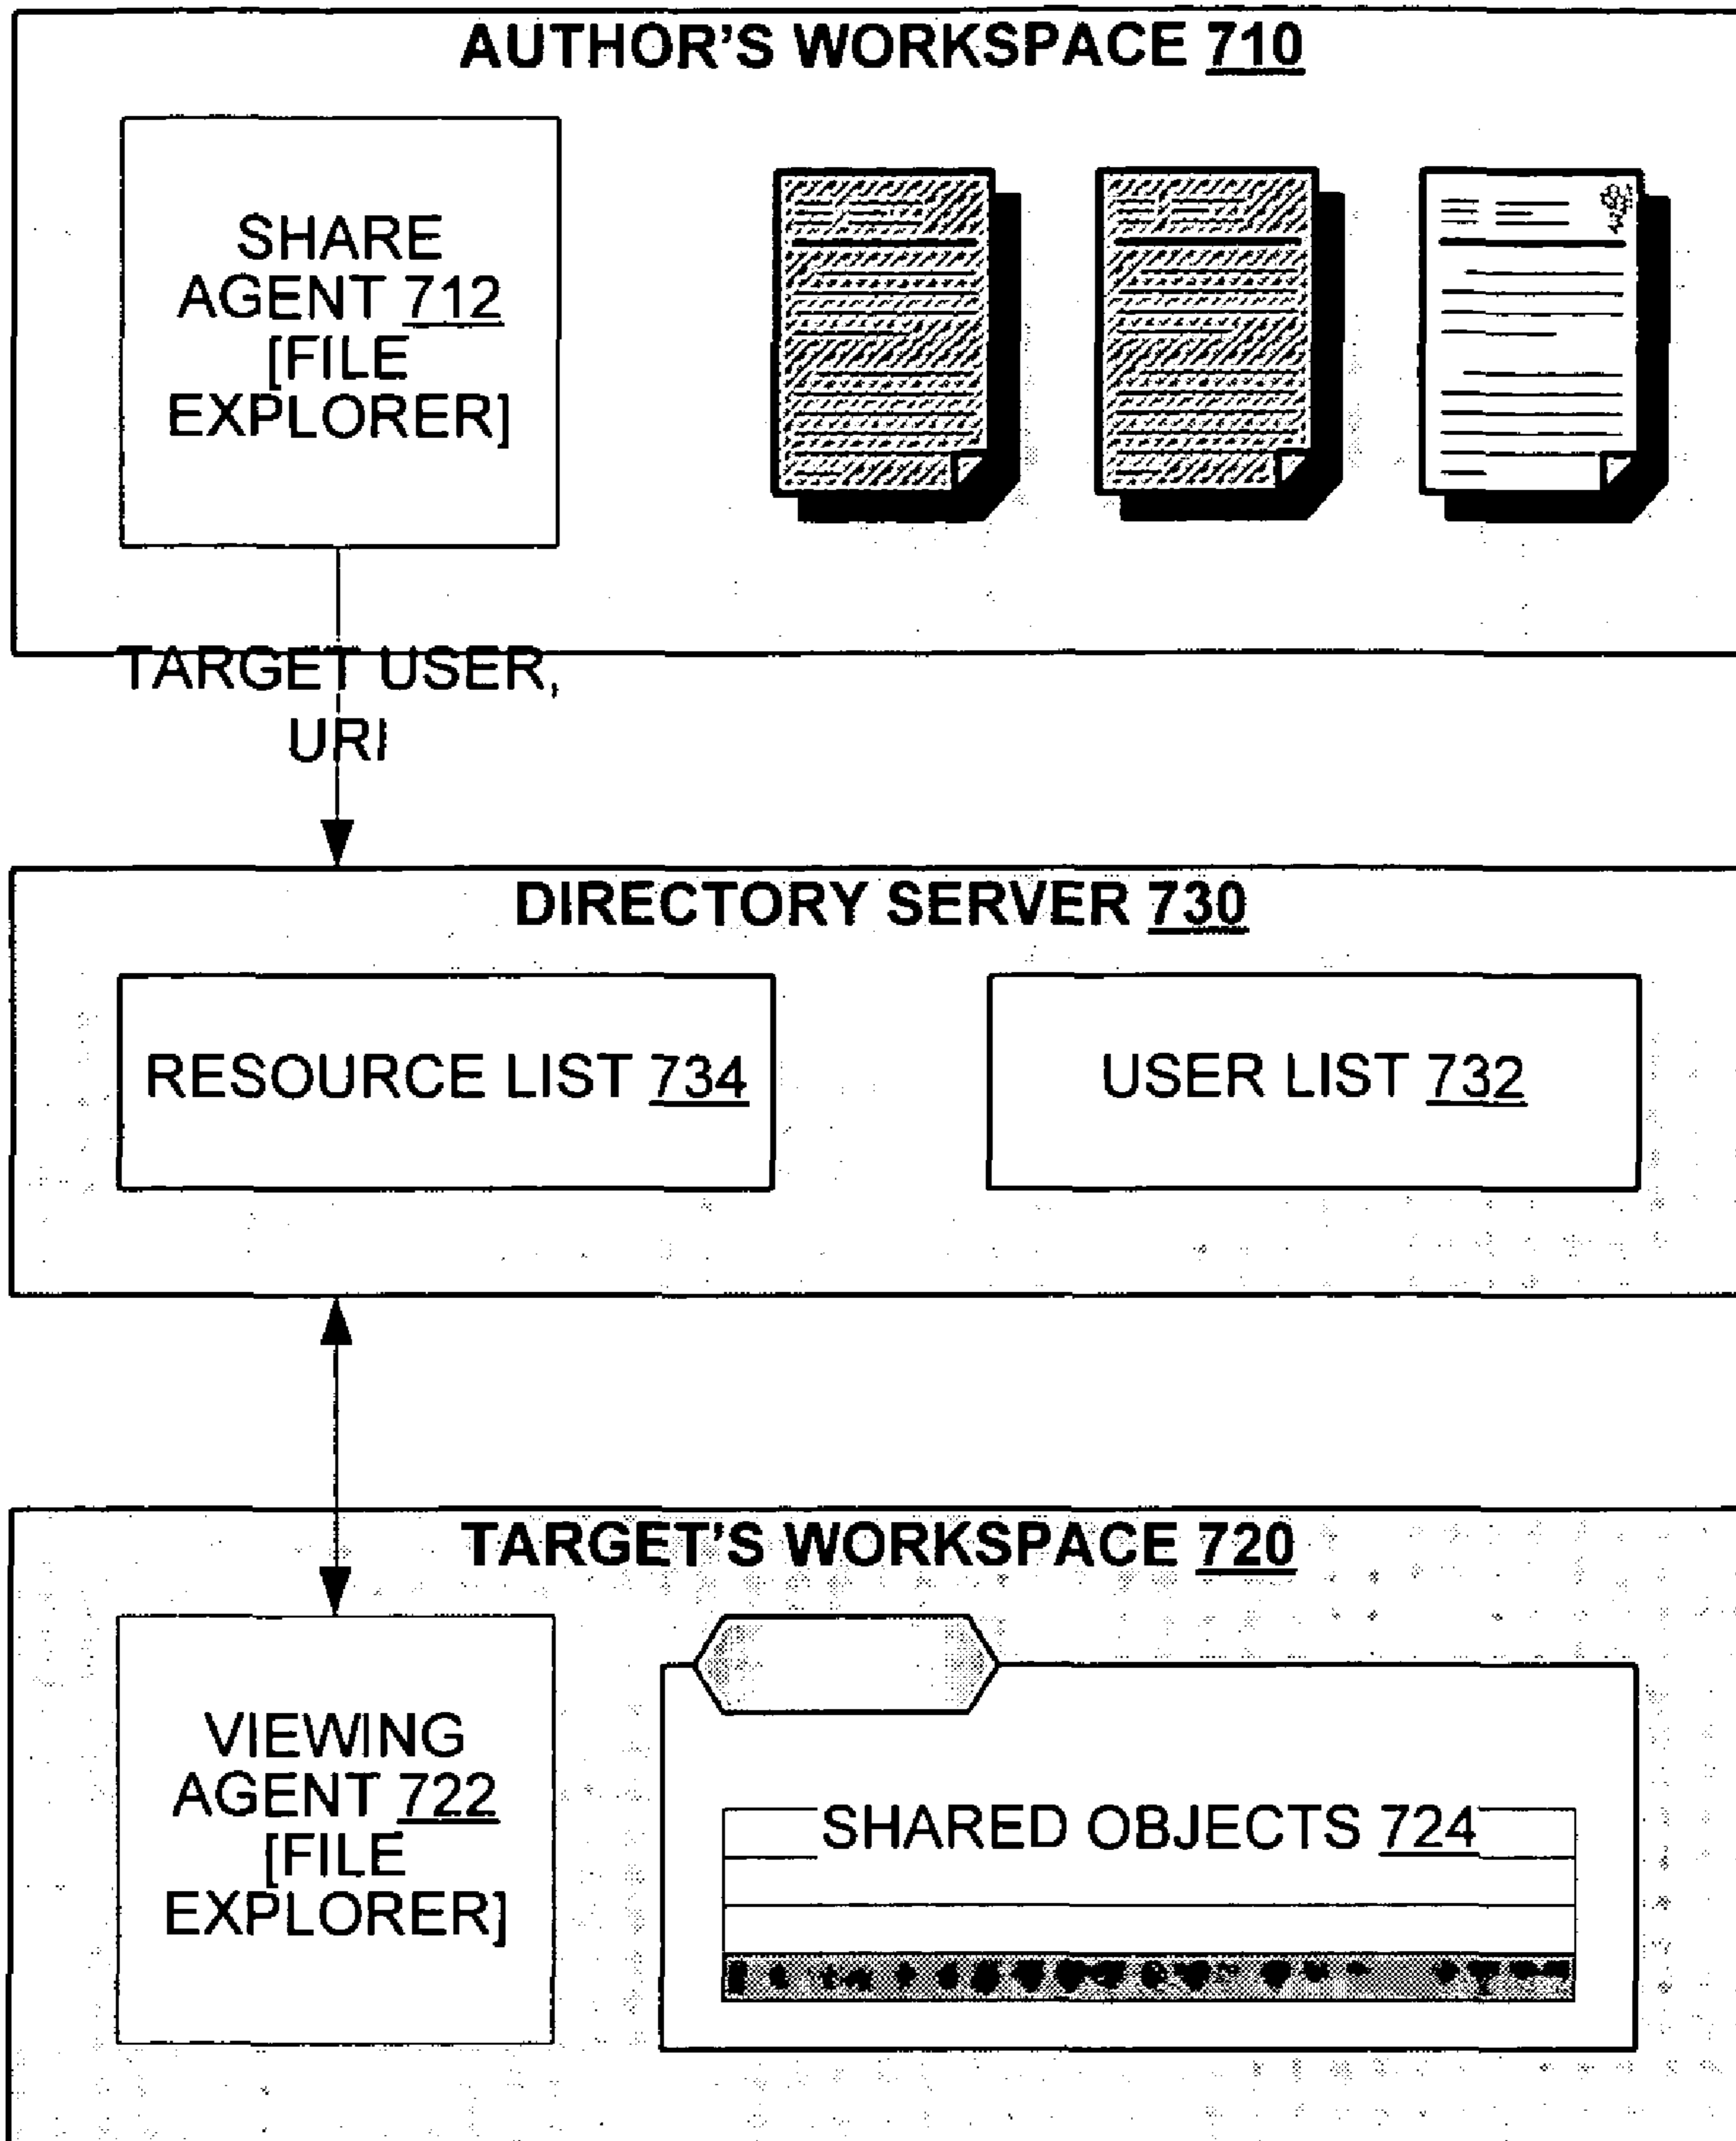 AUTHOR'S WORKSPACE 710
SHARE
AGENT 712
[FILE
EXPLORER]
TARGET USER,
URI
DIRECTORY SERVER 730
RESOURCE LIST 734
USER LIST 732
TARGET'S WORKSPACE 720
VIEWING
AGENT 722
[FILE
EXPLORER]
SHARED OBJECTS 724